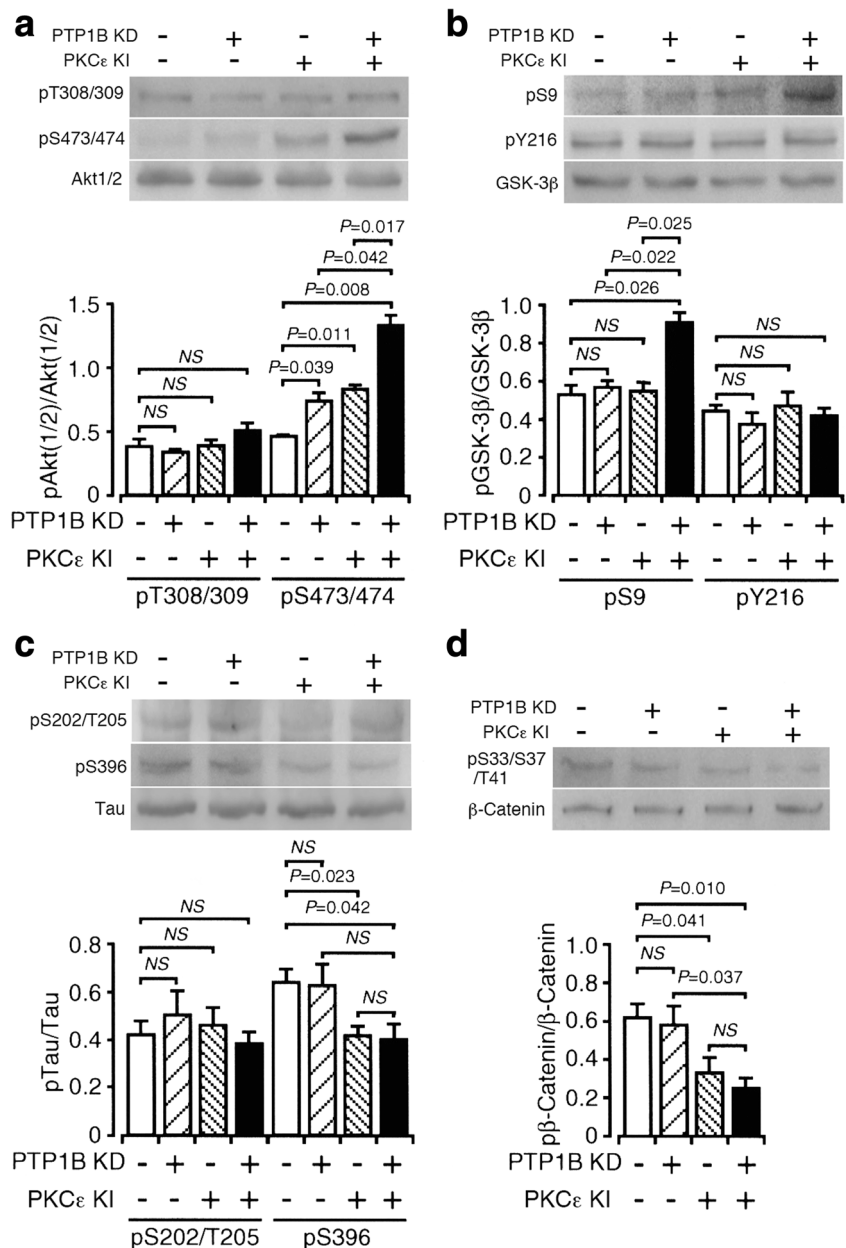 a
PTP1B KD - + - +
PKCε KI - - + +
pT308/309
pS473/474
Akt1/2
P=0.017
P=0.042
P=0.008
P=0.011
P=0.039
NS
NS
NS
pAkt(1/2)/Akt(1/2)
1.5
1.0
0.5
0
PTP1B KD - + - + - + - +
PKCε KI - - + + - - + +
pT308/309 pS473/474
b
PTP1B KD - + - +
PKCε KI - - + +
pS9
pY216
GSK-3β
P=0.025
P=0.022
P=0.026
NS
NS
NS
NS
NS
pGSK-3β/GSK-3β
1.0
0.8
0.6
0.4
0.2
0
PTP1B KD - + - + - + - +
PKCε KI - - + + - - + +
pS9 pY216
c
PTP1B KD - + - +
PKCε KI - - + +
pS202/T205
pS396
Tau
NS
P=0.023
P=0.042
NS
NS
NS
NS
NS
pTau/Tau
0.8
0.6
0.4
0.2
0
PTP1B KD - + - + - + - +
PKCε KI - - + + - - + +
pS202/T205 pS396
d
PTP1B KD - + - +
PKCε KI - - + +
pS33/S37
/T41
β-Catenin
P=0.010
P=0.041
NS
P=0.037
NS
pβ-Catenin/β-Catenin
1.0
0.8
0.6
0.4
0.2
0
PTP1B KD - + - +
PKCε KI - - + +